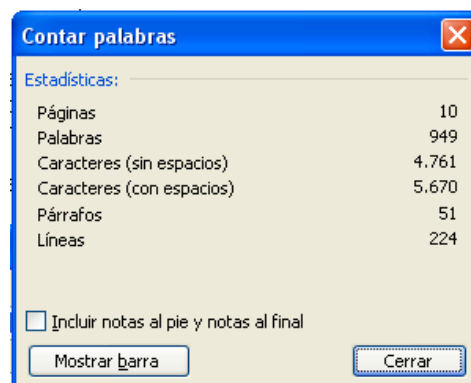 Contar palabras
Estadísticas:
Páginas 10
Palabras 949
Caracteres (sin espacios) 4.761
Caracteres (con espacios) 5.670
Párrafos 51
Líneas 224
Incluir notas al pie y notas al final
Mostrar barra Cerrar